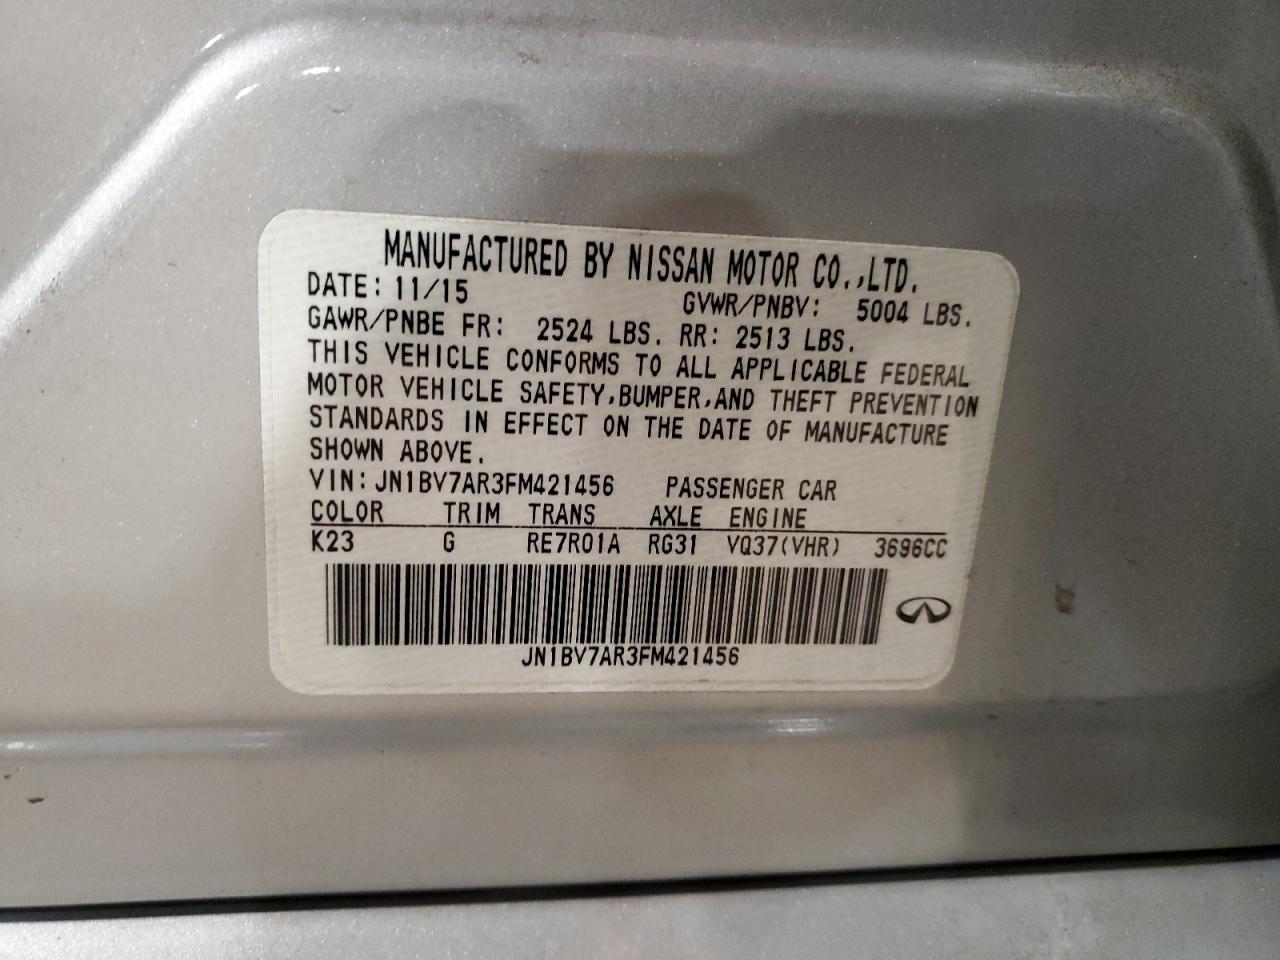 MANUFACTURED BY NISSAN MOTOR CO.,LTD.
DATE: 11/15 GVWR/PNBV: 5004 LBS.
GAWR/PNBE FR: 2524 LBS. RR: 2513 LBS.
THIS VEHICLE CONFORMS TO ALL APPLICABLE FEDERAL
MOTOR VEHICLE SAFETY,BUMPER,AND THEFT PREVENTION
STANDARDS IN EFFECT ON THE DATE OF MANUFACTURE
SHOWN ABOVE.
VIN: JN1BV7AR3FM421456 PASSENGER CAR
COLOR TRIM TRANS AXLE ENGINE
K23 G RE7R01A RG31 VQ37(VHR) 3696CC
JN1BV7AR3FM421456